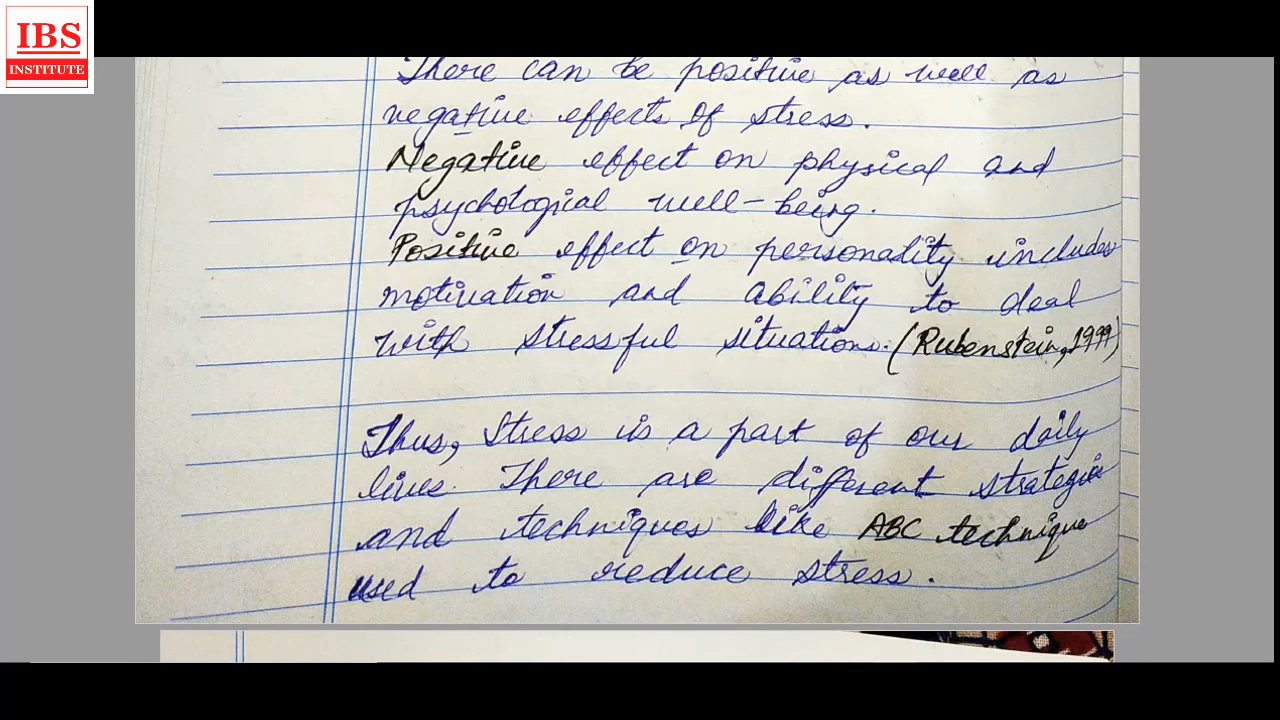 IBS
INSTITUTE
There can be positive as well as
negative effects of stress.
Negative effect on physical and
psychological well-being.
Positive effect on personality includes
motivation and ability to deal
with stressful situations. (Rubenstein, 1999)
Thus, Stress is a part of our daily
lives. There are different strategies
and techniques like ABC technique
used to reduce stress.